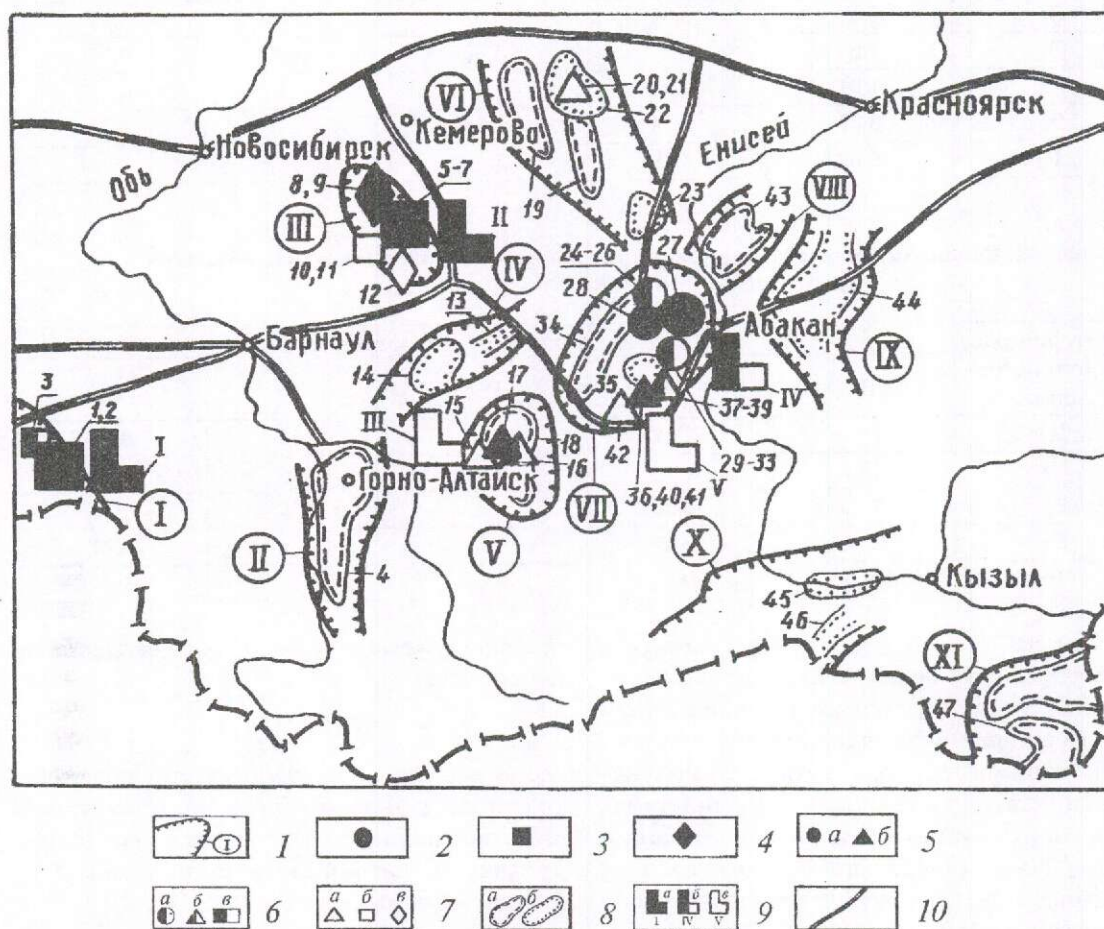 VI
20,21
22
Красноярск
Кемерово
Енисей
Новосибирск
Обь
8,9
5-7
III
II
19
23
43
VIII
10,11
12
IV
24-26
27
28
13
34
44
Барнаул
Абакан
IX
14
17
35
3
1,2
15
III
18
16
37-39
IV
I
42
29-33
Горно-Алтайск
36,40,41
V
I
VII
II
V
X
4
Кызыл
45
46
XI
47
I 1
2
3
4
а б 5
а б в 6
а б в 7
а б 8
а б в I IV V 9
10